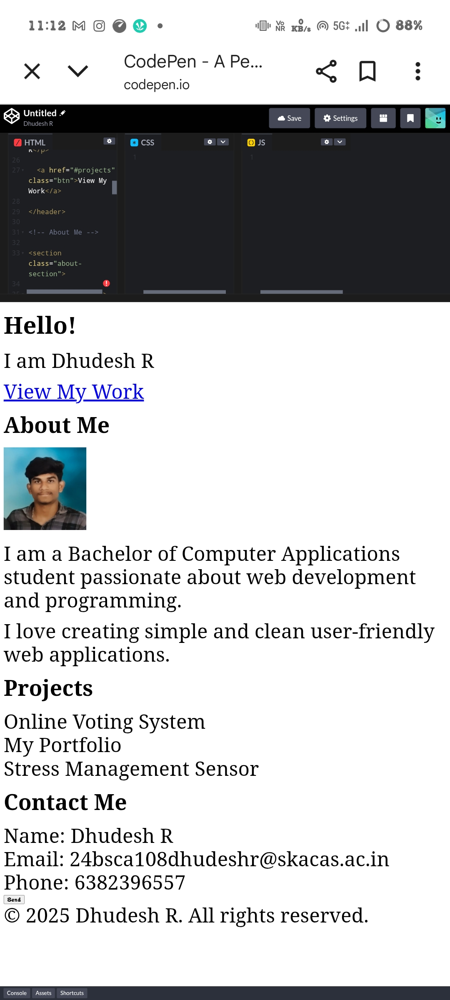 11:12
Vo
NR
0
KB/s
5G‡
88%
CodePen - A Pe...
codepen.io
Untitled
Dhudesh R
Save
Settings
HTML
CSS
JS
R</p>
26
27 <a href="#projects"
class="btn">View My
Work</a>
28
29 </header>
30
31 <!-- About Me -->
32
33 <section
class="about-
section">
34
35
1
1
Hello!
I am Dhudesh R
View My Work
About Me
I am a Bachelor of Computer Applications
student passionate about web development
and programming.
I love creating simple and clean user-friendly
web applications.
Projects
Online Voting System
My Portfolio
Stress Management Sensor
Contact Me
Name: Dhudesh R
Email: 24bsca108dhudeshr@skacas.ac.in
Phone: 6382396557
Send
© 2025 Dhudesh R. All rights reserved.
Console
Assets
Shortcuts